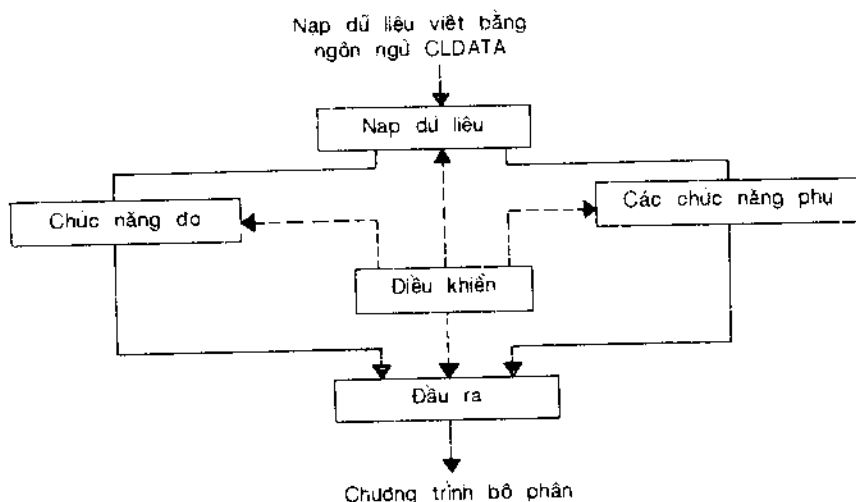 Nạp dữ liệu viết bằng
ngôn ngữ CLDATA
Nạp dữ liệu
Chức năng đo
Các chức năng phụ
Điều khiển
Đầu ra
Chương trình bộ phận